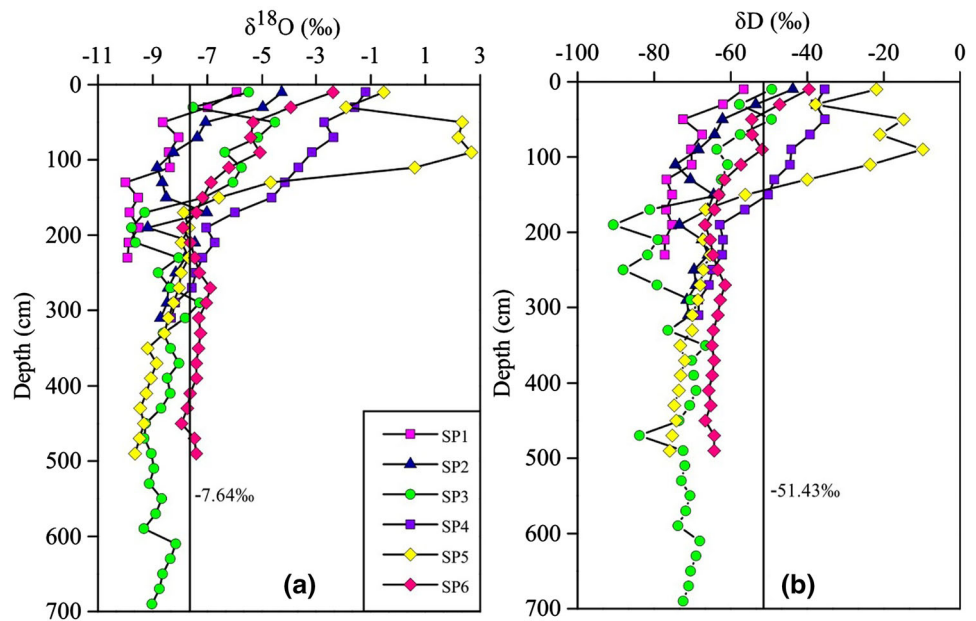 δ18O (‰)
-11 -9 -7 -5 -3 -1 1 3
0
100
200
300
400
500
600
700
Depth (cm)
SP1
SP2
SP3
SP4
SP5
SP6
-7.64‰
(a)
δD (‰)
-100 -80 -60 -40 -20 0
0
100
200
300
400
500
600
700
Depth (cm)
-51.43‰
(b)